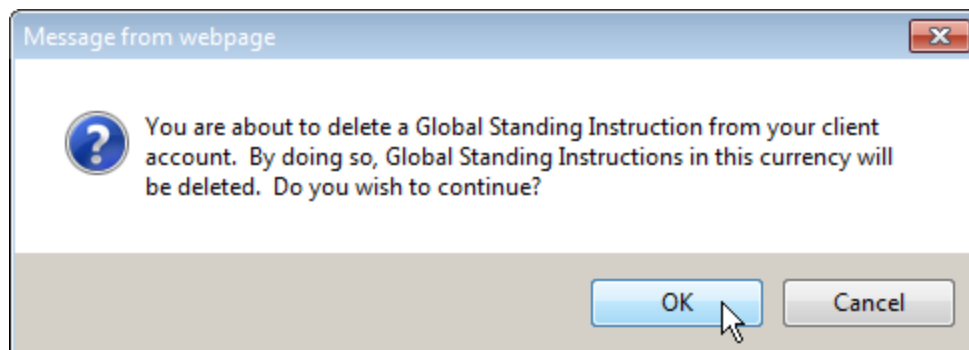 Message from webpage
You are about to delete a Global Standing Instruction from your client
account.  By doing so, Global Standing Instructions in this currency will
be deleted.  Do you wish to continue?
OK
Cancel